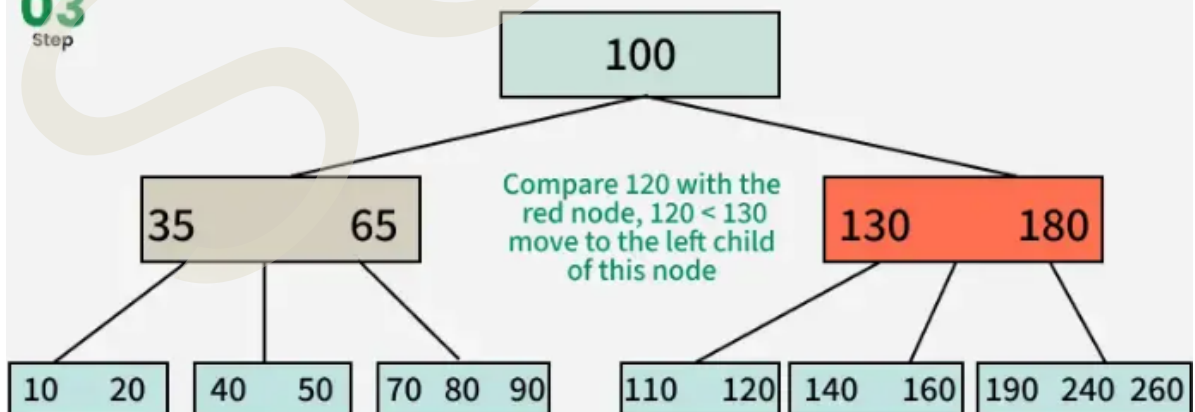 03
Step
100
Compare 120 with the
red node, 120 < 130
move to the left child
of this node
35 65
130 180
10 20
40 50
70 80 90
110 120
140 160
190 240 260